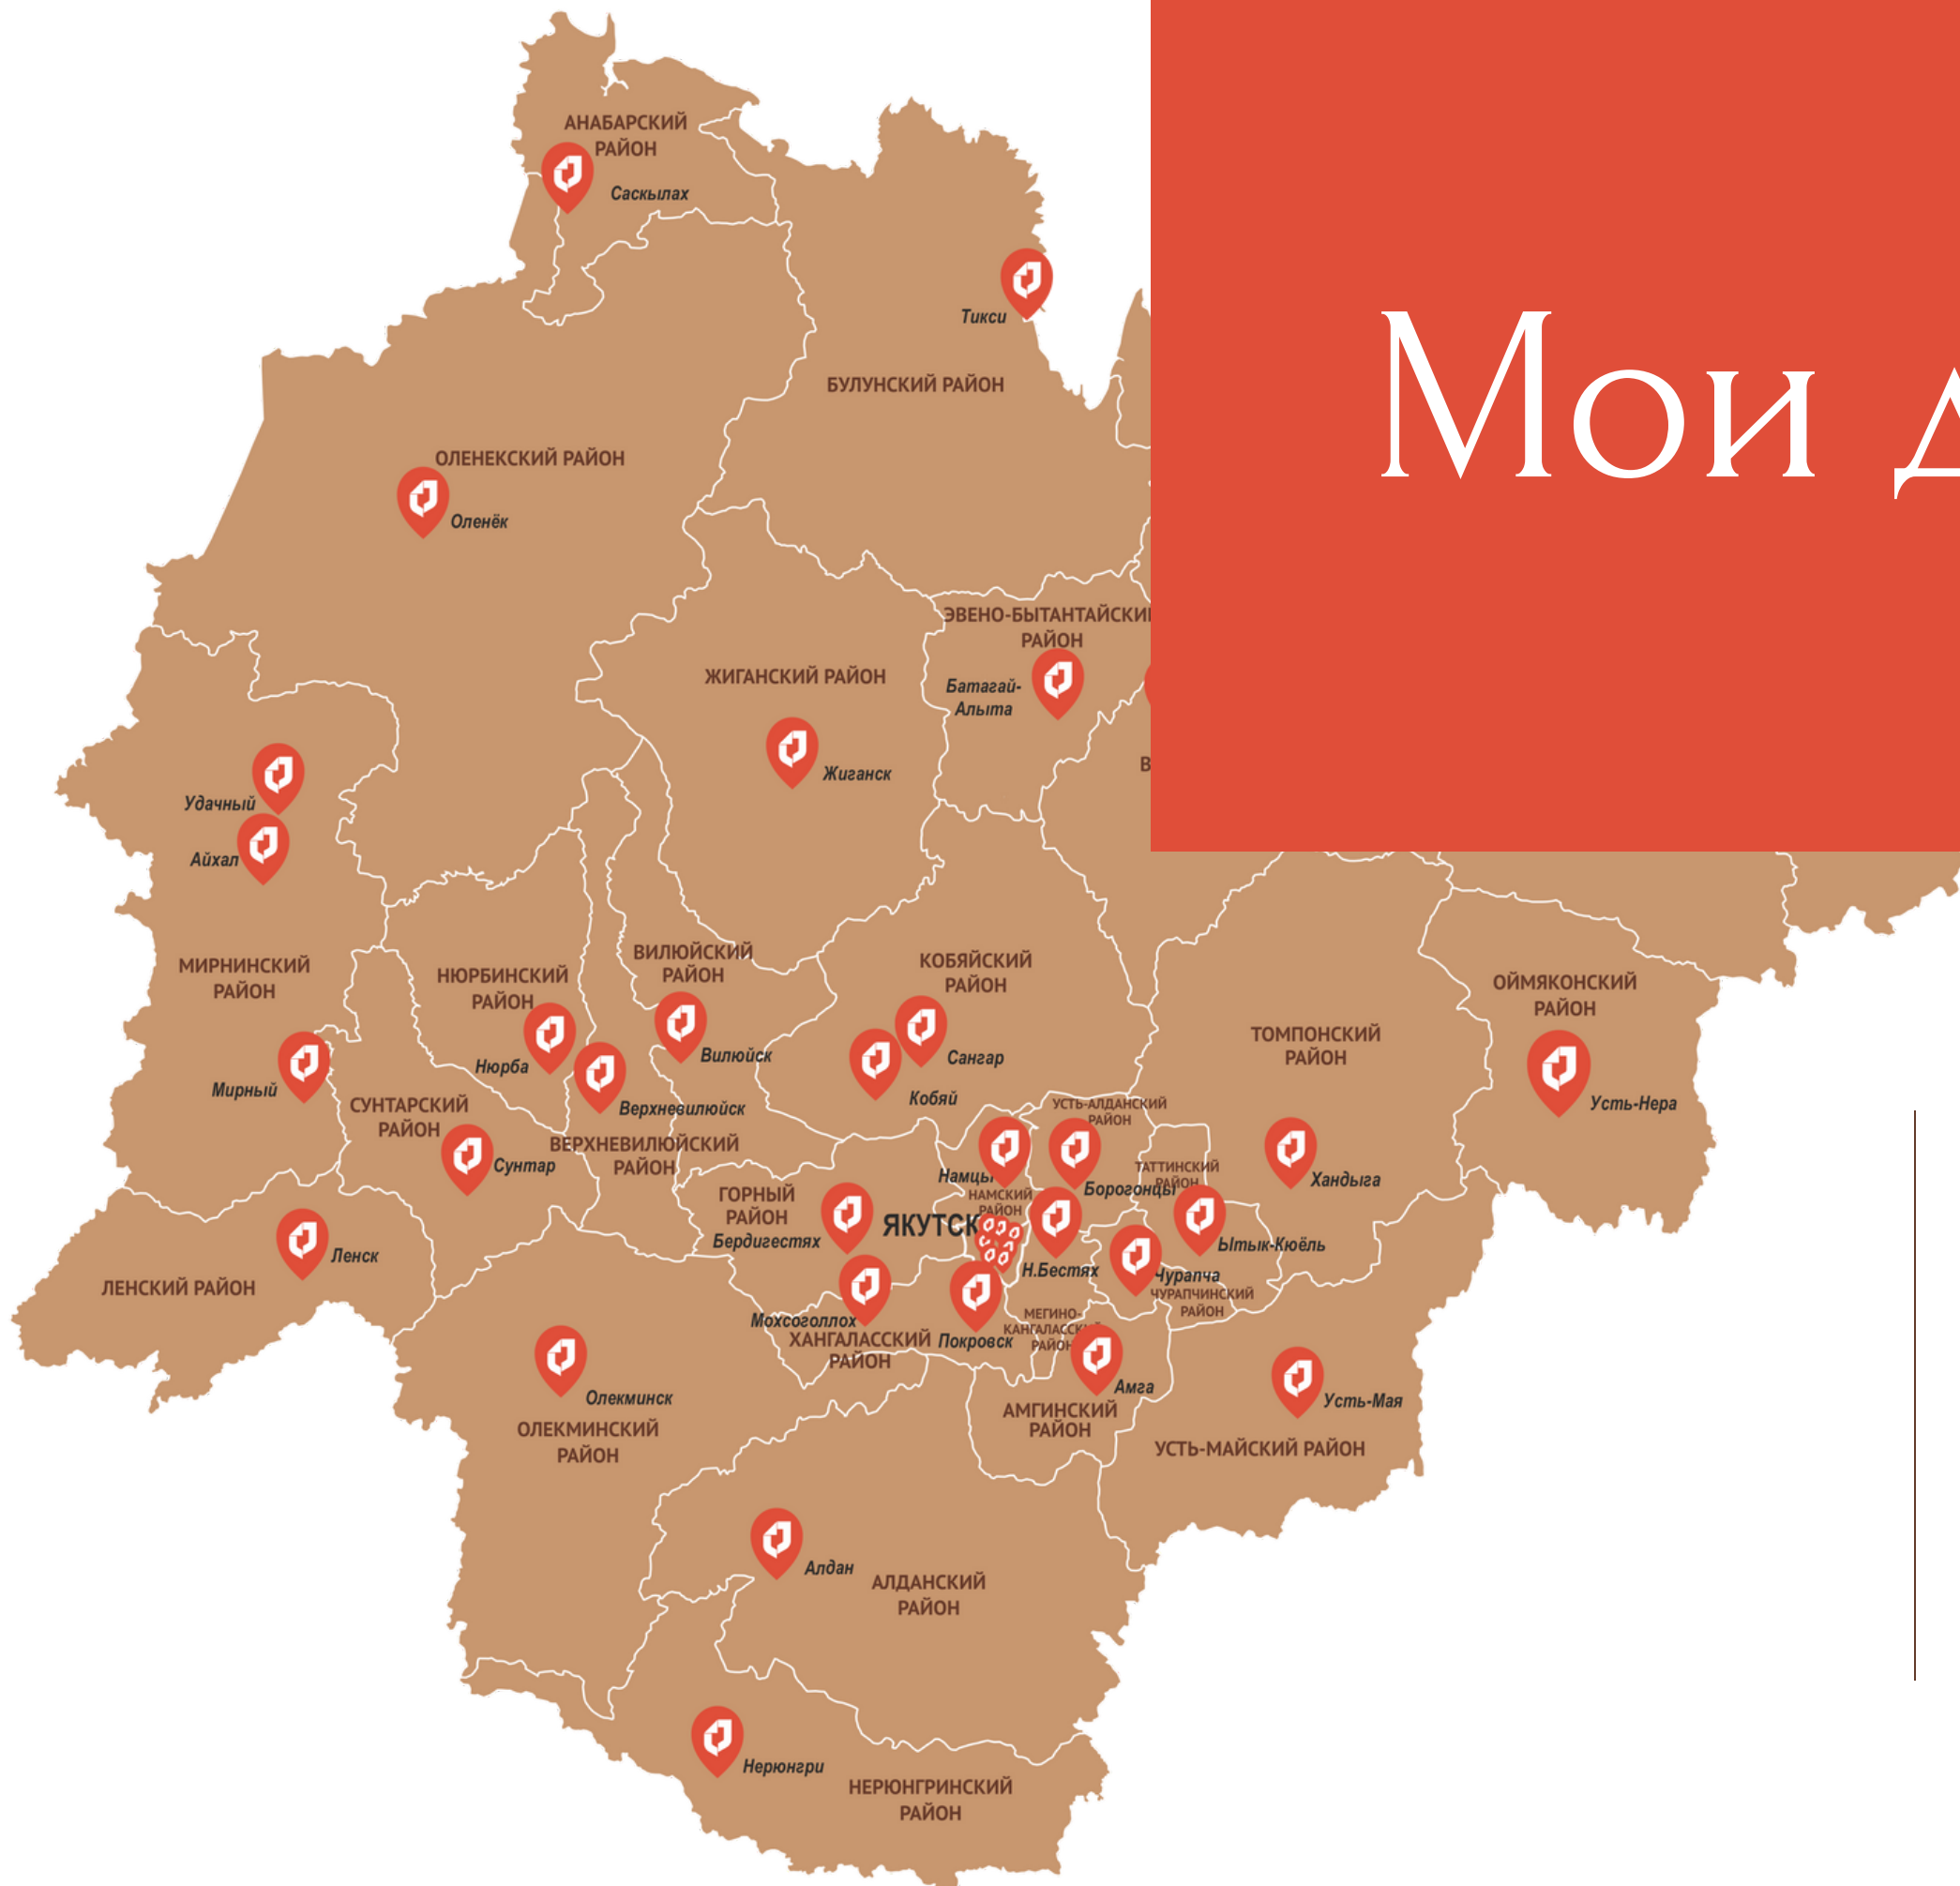 АНАБАРСКИЙ
РАЙОН
Саскылах
Тикси
БУЛУНСКИЙ РАЙОН
Мои
ОЛЕНЕКСКИЙ РАЙОН
Оленёк
ЭВЕНО-БЫТАНТАЙСКИ
РАЙОН
Батагай-
Алыта
ЖИГАНСКИЙ РАЙОН
Жиганск
Удачный
Айхал
МИРНИНСКИЙ
РАЙОН
Мирный
НЮРБИНСКИЙ
РАЙОН
Нюрба
ВИЛЮЙСКИЙ
РАЙОН
Вилюйск
КОБЯЙСКИЙ
РАЙОН
Сангар
Кобяй
ТОМПОНСКИЙ
РАЙОН
ОЙМЯКОНСКИЙ
РАЙОН
Усть-Нера
Верхневилюйск
ВЕРХНЕВИЛЮЙСКИЙ
РАЙОН
СУНТАРСКИЙ
РАЙОН
Сунтар
УСТЬ-АЛДАНСКИЙ
РАЙОН
Борогонцы
Намцы
НАМСКИЙ
РАЙОН
ТАТТИНСКИЙ
РАЙОН
Ытык-Кюёль
Хандыга
ГОРНЫЙ
РАЙОН
Бердигестях
ЯКУТСК
Н.Бестях
Чурапча
ЧУРАПЧИНСКИЙ
РАЙОН
Ленск
ЛЕНСКИЙ РАЙОН
Мохсоголлох
ХАНГАЛАССКИЙ
РАЙОН
Покровск
МЕГИНО-
КАНГАЛАССК
РАЙОН
Амга
АМГИНСКИЙ
РАЙОН
Усть-Мая
УСТЬ-МАЙСКИЙ РАЙОН
Олекминск
ОЛЕКМИНСКИЙ
РАЙОН
Алдан
АЛДАНСКИЙ
РАЙОН
Нерюнгри
НЕРЮНГРИНСКИЙ
РАЙОН